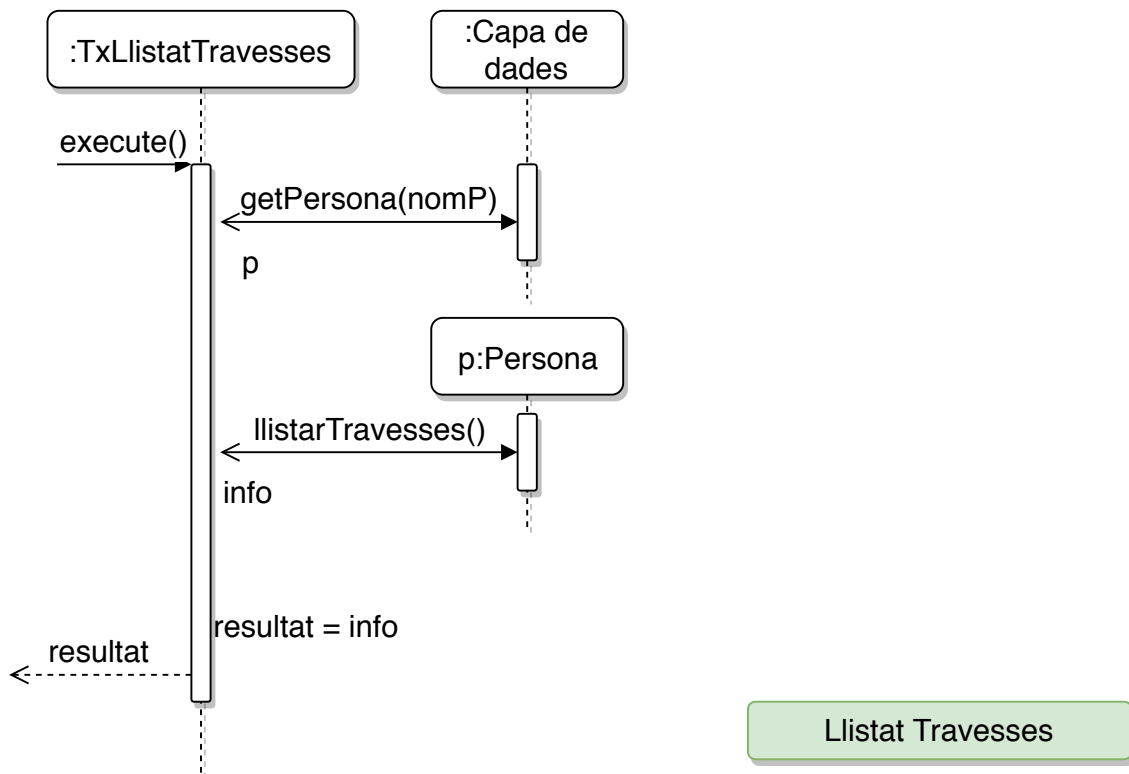 :TxLlistatTravesses
:Capa de
dades
execute()
getPersona(nomP)
p
p:Persona
llistarTravesses()
info
resultat = info
resultat
Llistat Travesses